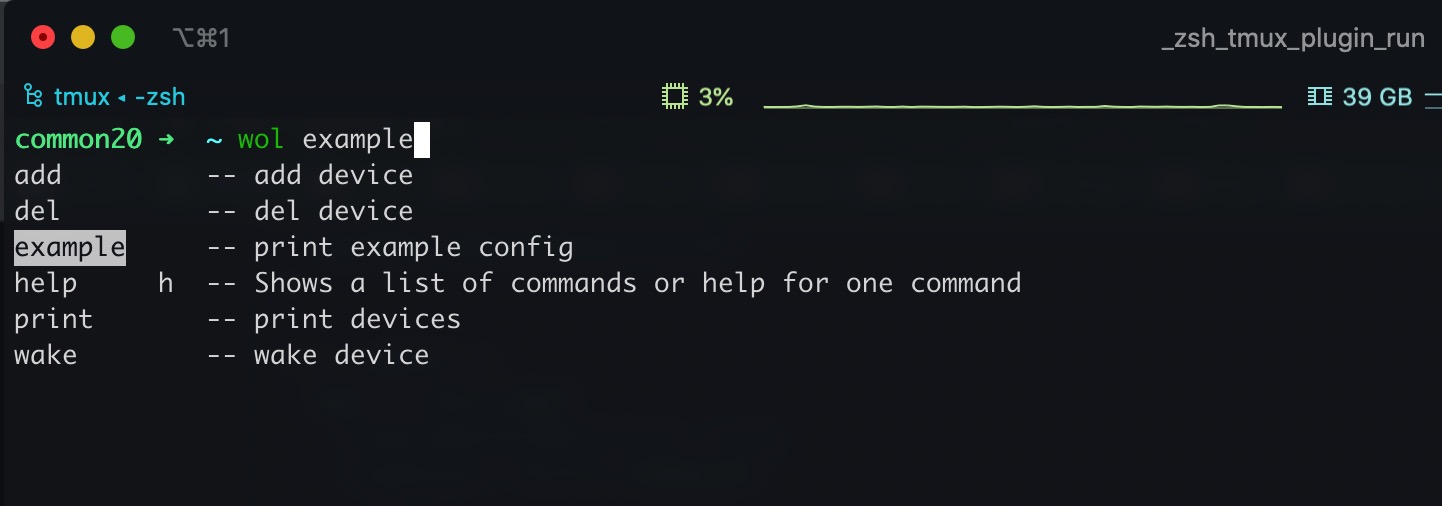 ⌥⌘1 _zsh_tmux_plugin_run
tmux ◂ -zsh 3% 39 GB
common20 → ~ wol example
add -- add device
del -- del device
example -- print example config
help h -- Shows a list of commands or help for one command
print -- print devices
wake -- wake device